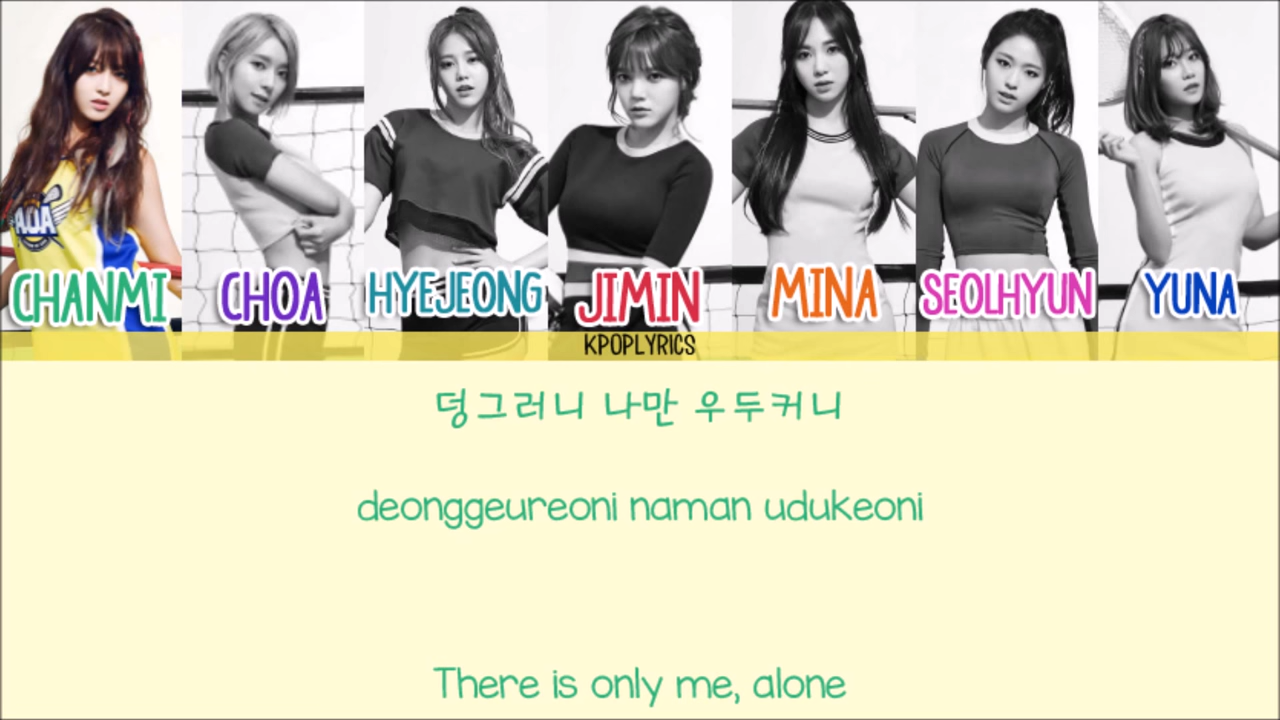 AOA
CHANMI CHOA HYEJEONG JIMIN MINA SEOLHYUN YUNA
KPOPLYRICS
덩그러니 나만 우두커니
deonggeureoni naman udukeoni
There is only me, alone